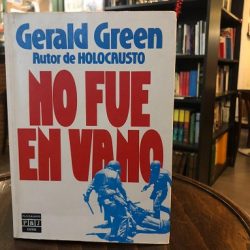 Gerald Green
Autor de HOLOCAUSTO
NO FUE
EN VANO